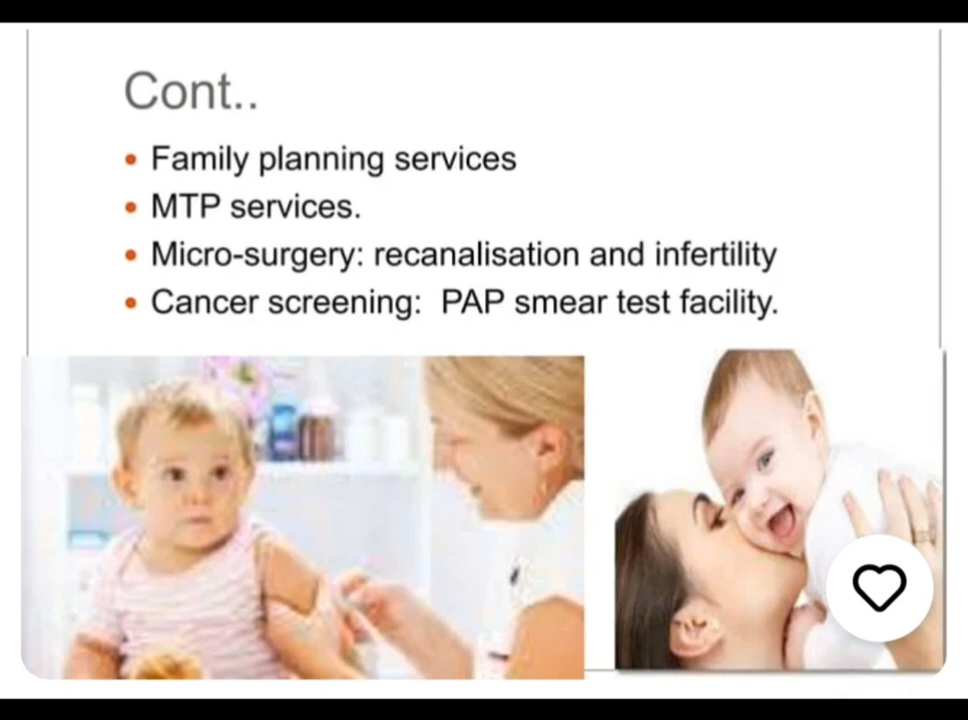 Cont..
Family planning services
MTP services.
Micro-surgery: recanalisation and infertility
Cancer screening: PAP smear test facility.